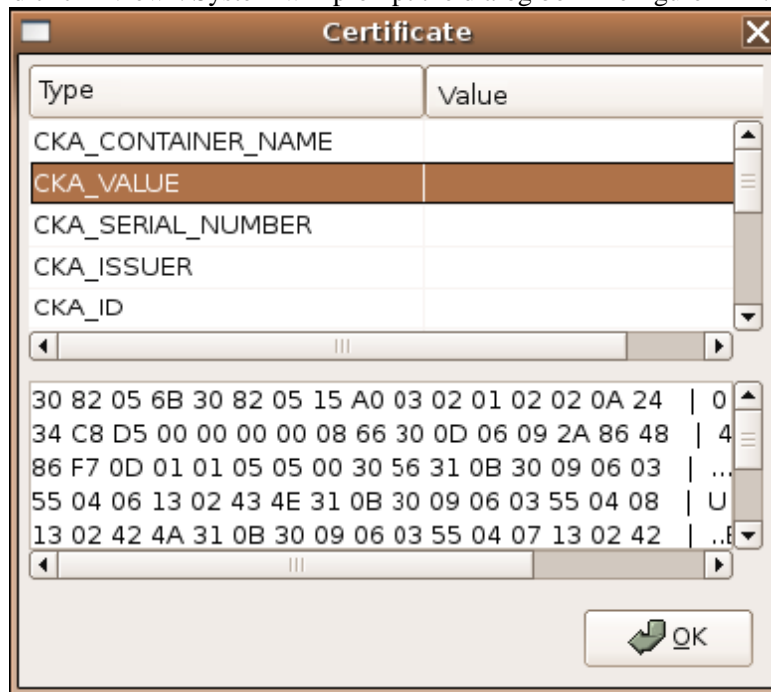 Certificate
Type Value
CKA_CONTAINER_NAME
CKA_VALUE
CKA_SERIAL_NUMBER
CKA_ISSUER
CKA_ID
30 82 05 6B 30 82 05 15 A0 03 02 01 02 02 0A 24 | 0
34 C8 D5 00 00 00 00 08 66 30 0D 06 09 2A 86 48 | 4
86 F7 0D 01 01 05 05 00 30 56 31 0B 30 09 06 03 | ...
55 04 06 13 02 43 4E 31 0B 30 09 06 03 55 04 08 | U
13 02 42 4A 31 0B 30 09 06 03 55 04 07 13 02 42 | ..
OK